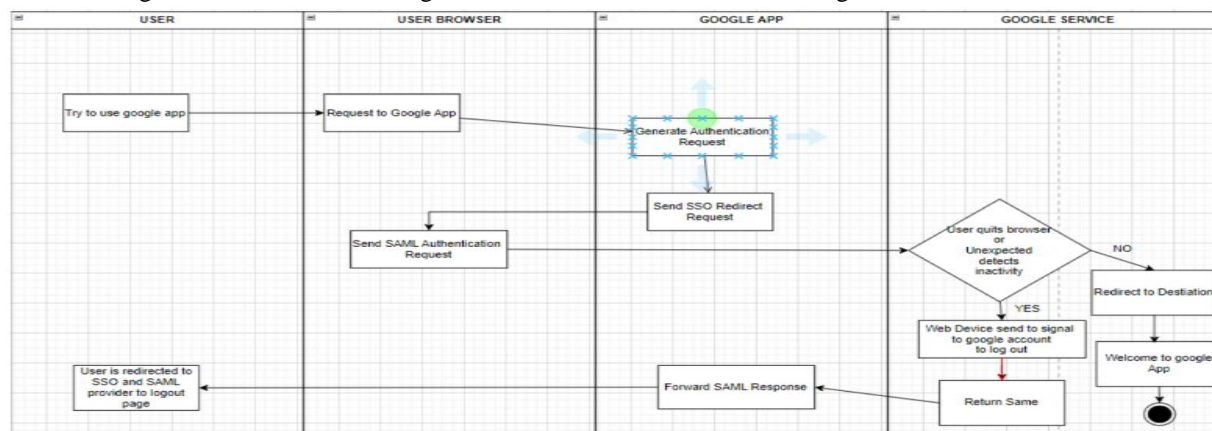 USER
USER BROWSER
GOOGLE APP
GOOGLE SERVICE
Try to use google app
Request to Google App
Generate Authentication
Request
Send SSO Redirect
Request
Send SAML Authentication
Request
User quits browser
or
Unexpected
detects
inactivity
NO
YES
Redirect to Destiation
Web Device send to signal
to google account
to log out
Welcome to google
App
Return Same
Forward SAML Response
User is redirected to
SSO and SAML
provider to logout
page